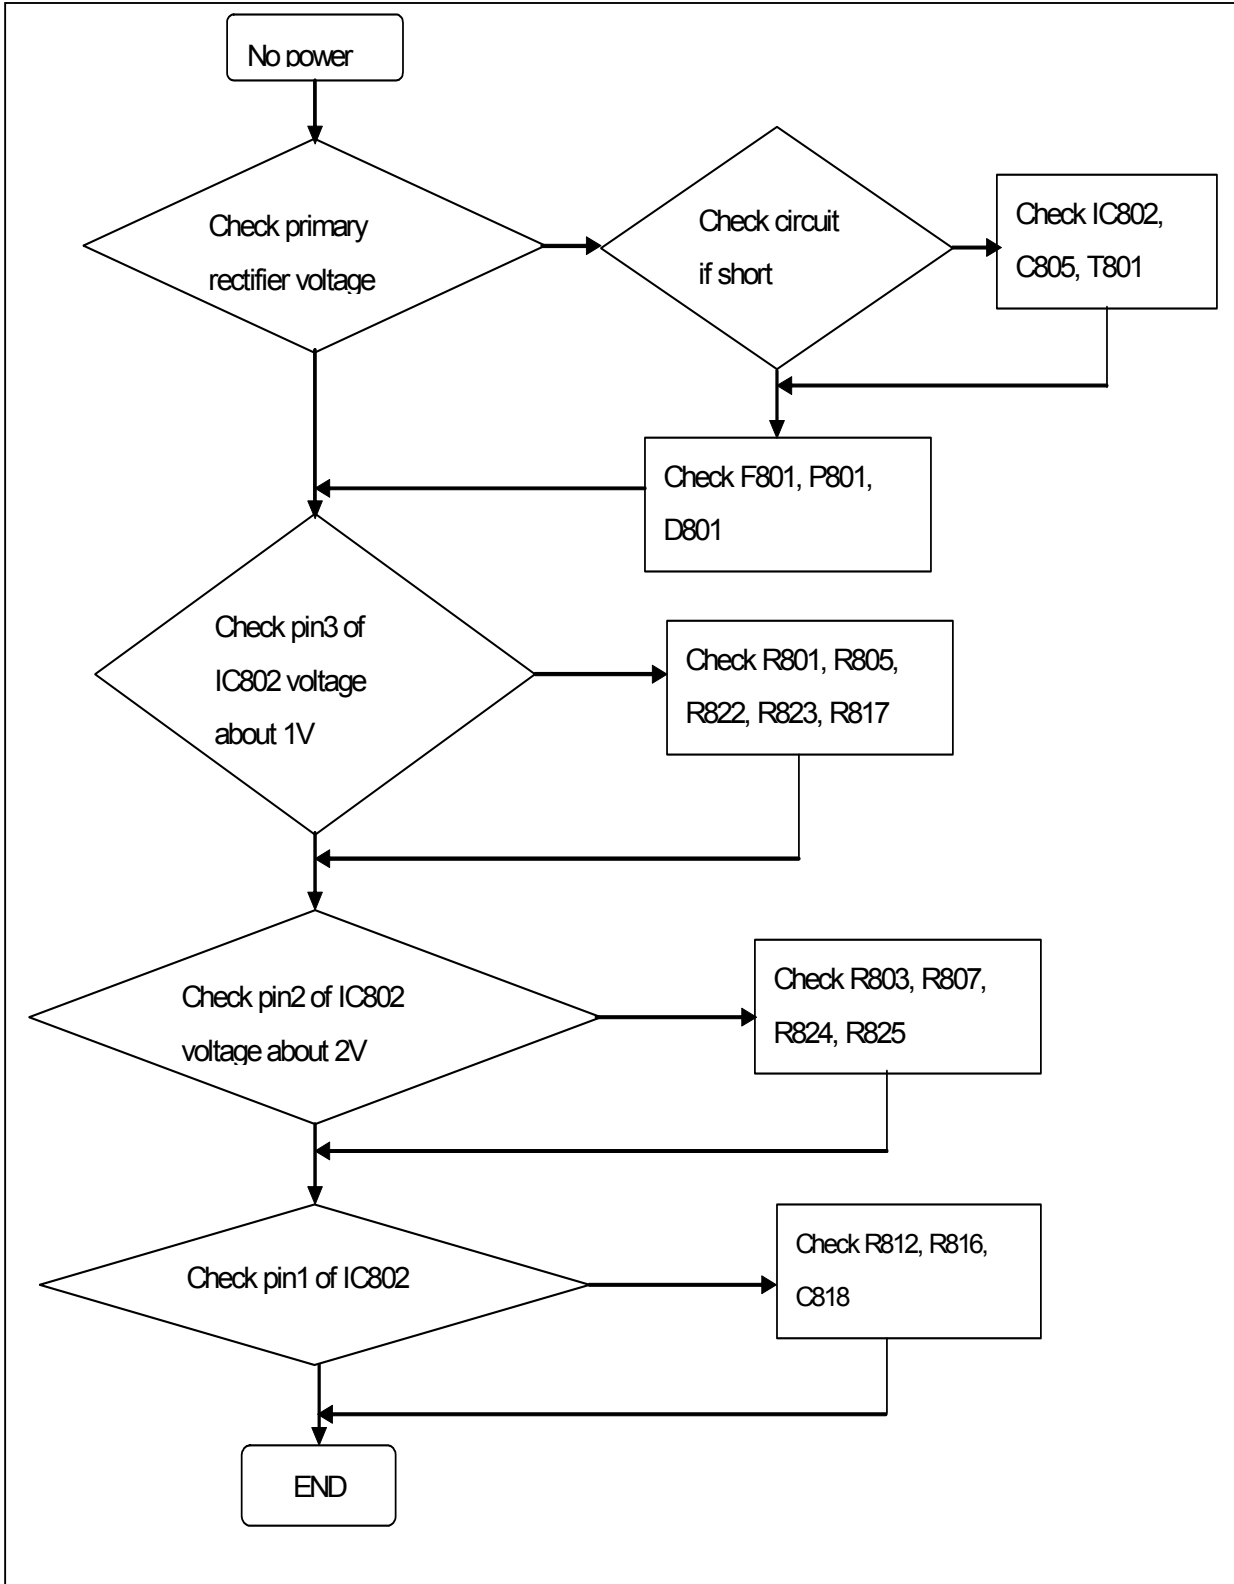 No power
Check primary
rectifier voltage
Check circuit
if short
Check IC802,
C805, T801
Check F801, P801,
D801
Check pin3 of
IC802 voltage
about 1V
Check R801, R805,
R822, R823, R817
Check pin2 of IC802
voltage about 2V
Check R803, R807,
R824, R825
Check pin1 of IC802
Check R812, R816,
C818
END